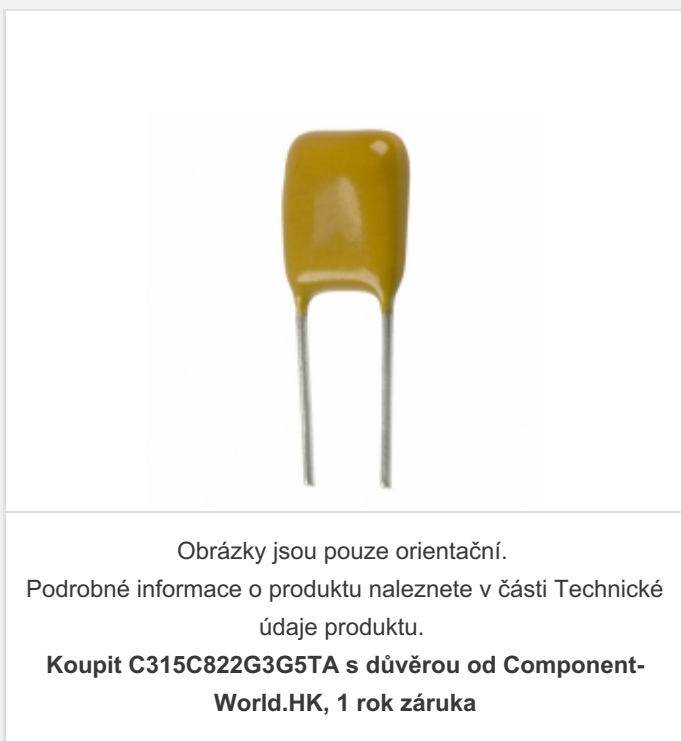 Obrázky jsou pouze orientační.
Podrobné informace o produktu naleznete v části Technické
údaje produktu.
Koupit C315C822G3G5TA s důvěrou od Component-
World.HK, 1 rok záruka